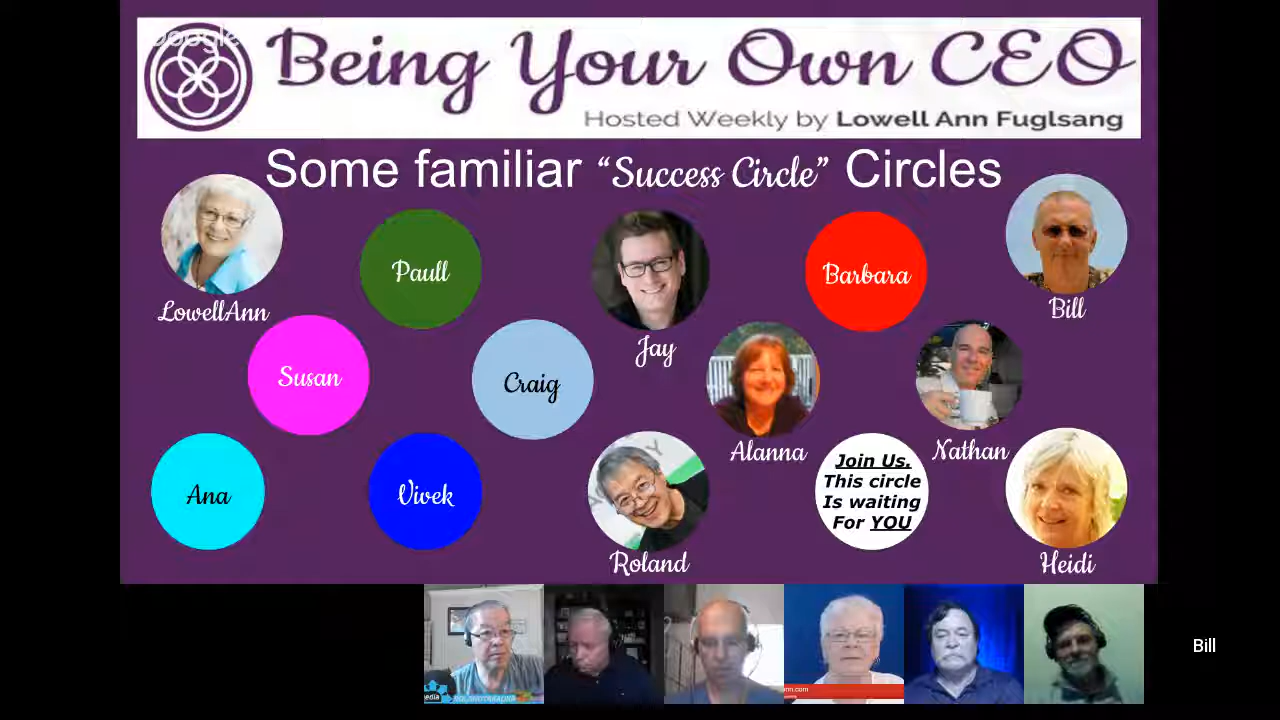 Google
Being Your Own CEO
Hosted Weekly by Lowell Ann Fuglsang
Some familiar “Success Circle” Circles
LowellAnn
Paull
Jay
Barbara
Bill
Susan
Craig
Alanna
Nathan
Ana
Vivek
Roland
Join Us.
This circle
Is waiting
For YOU
Heidi
Bill